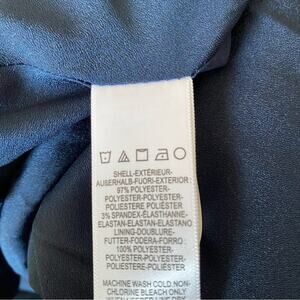 SHELL-EXTÉRIEUR-
AUßERHALB-FUORI-EXTERIOR
97% POLYESTER-
POLYESTER-POLYESTER-
POLIESTERE POLIÉSTER
3% SPANDEX-ÉLASTHANNE-
ELASTAN-ELASTAN-ELASTANO
LINING-DOUBLURE-
FUTTER-FODERA-FORRO:
100% POLYESTER-
POLYESTER-POLYESTER-
POLIESTERE-POLIÉSTER
MACHINE WASH COLD. NON-
CHLORINE BLEACH ONLY